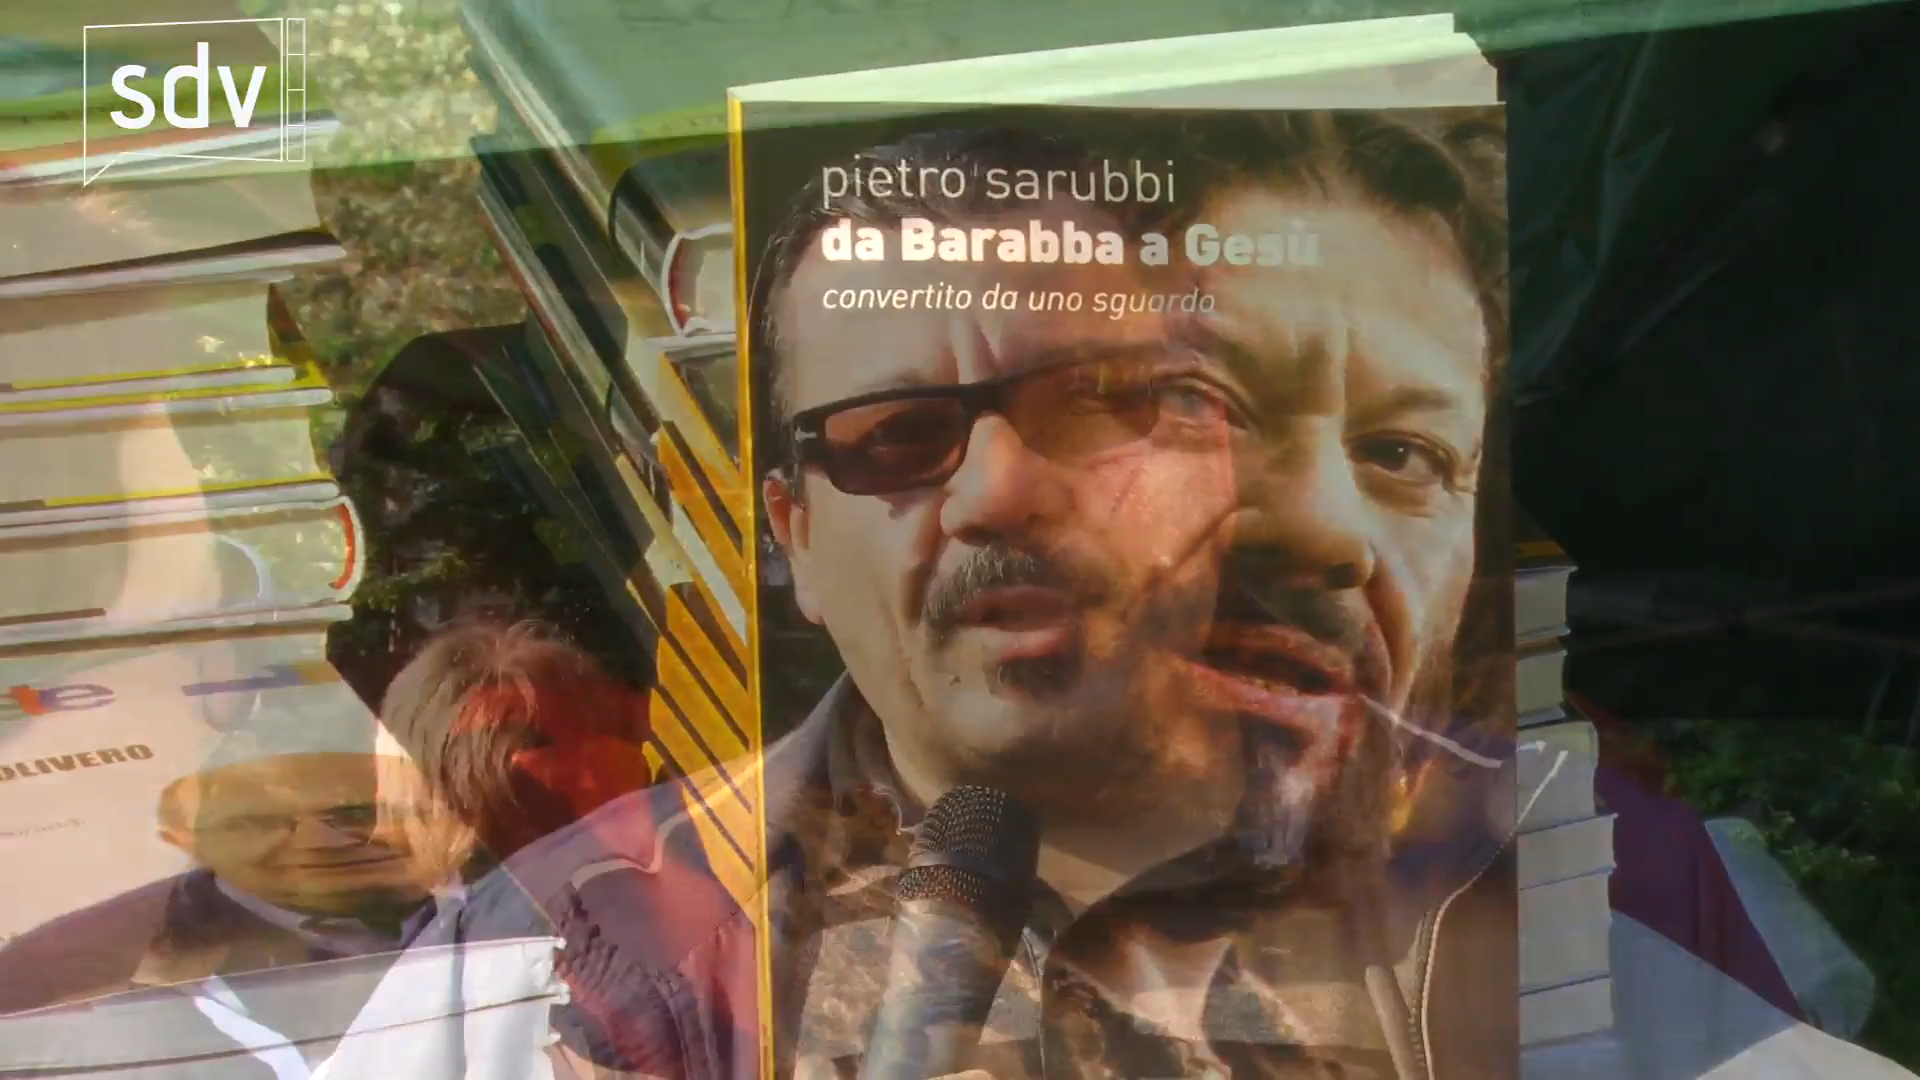 sdv
pietro sarubbi
da Barabba a Gesù
convertito da uno sguardo
OLIVERO